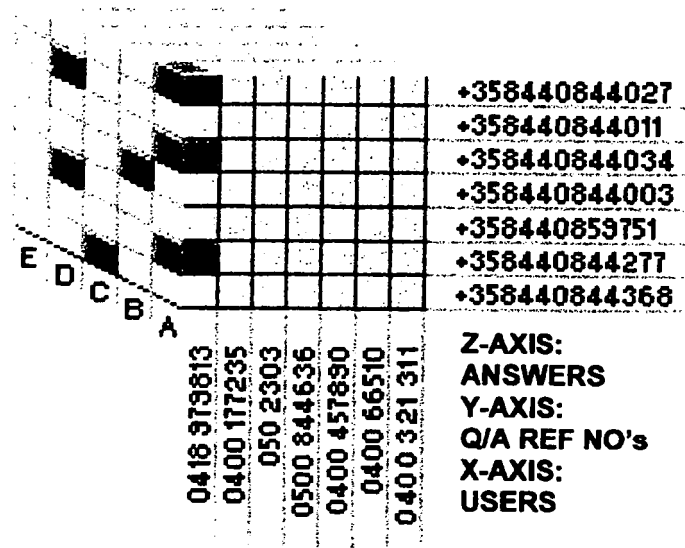 +358440844027
+358440844011
+358440844034
+358440844003
+358440859751
+358440844277
+358440844368
E
D
C
B
A
0418 979813
0400 177235
050 2303
0500 844636
0400 457890
0400 66510
0400 321 311
Z-AXIS:
ANSWERS
Y-AXIS:
Q/A REF NO's
X-AXIS:
USERS